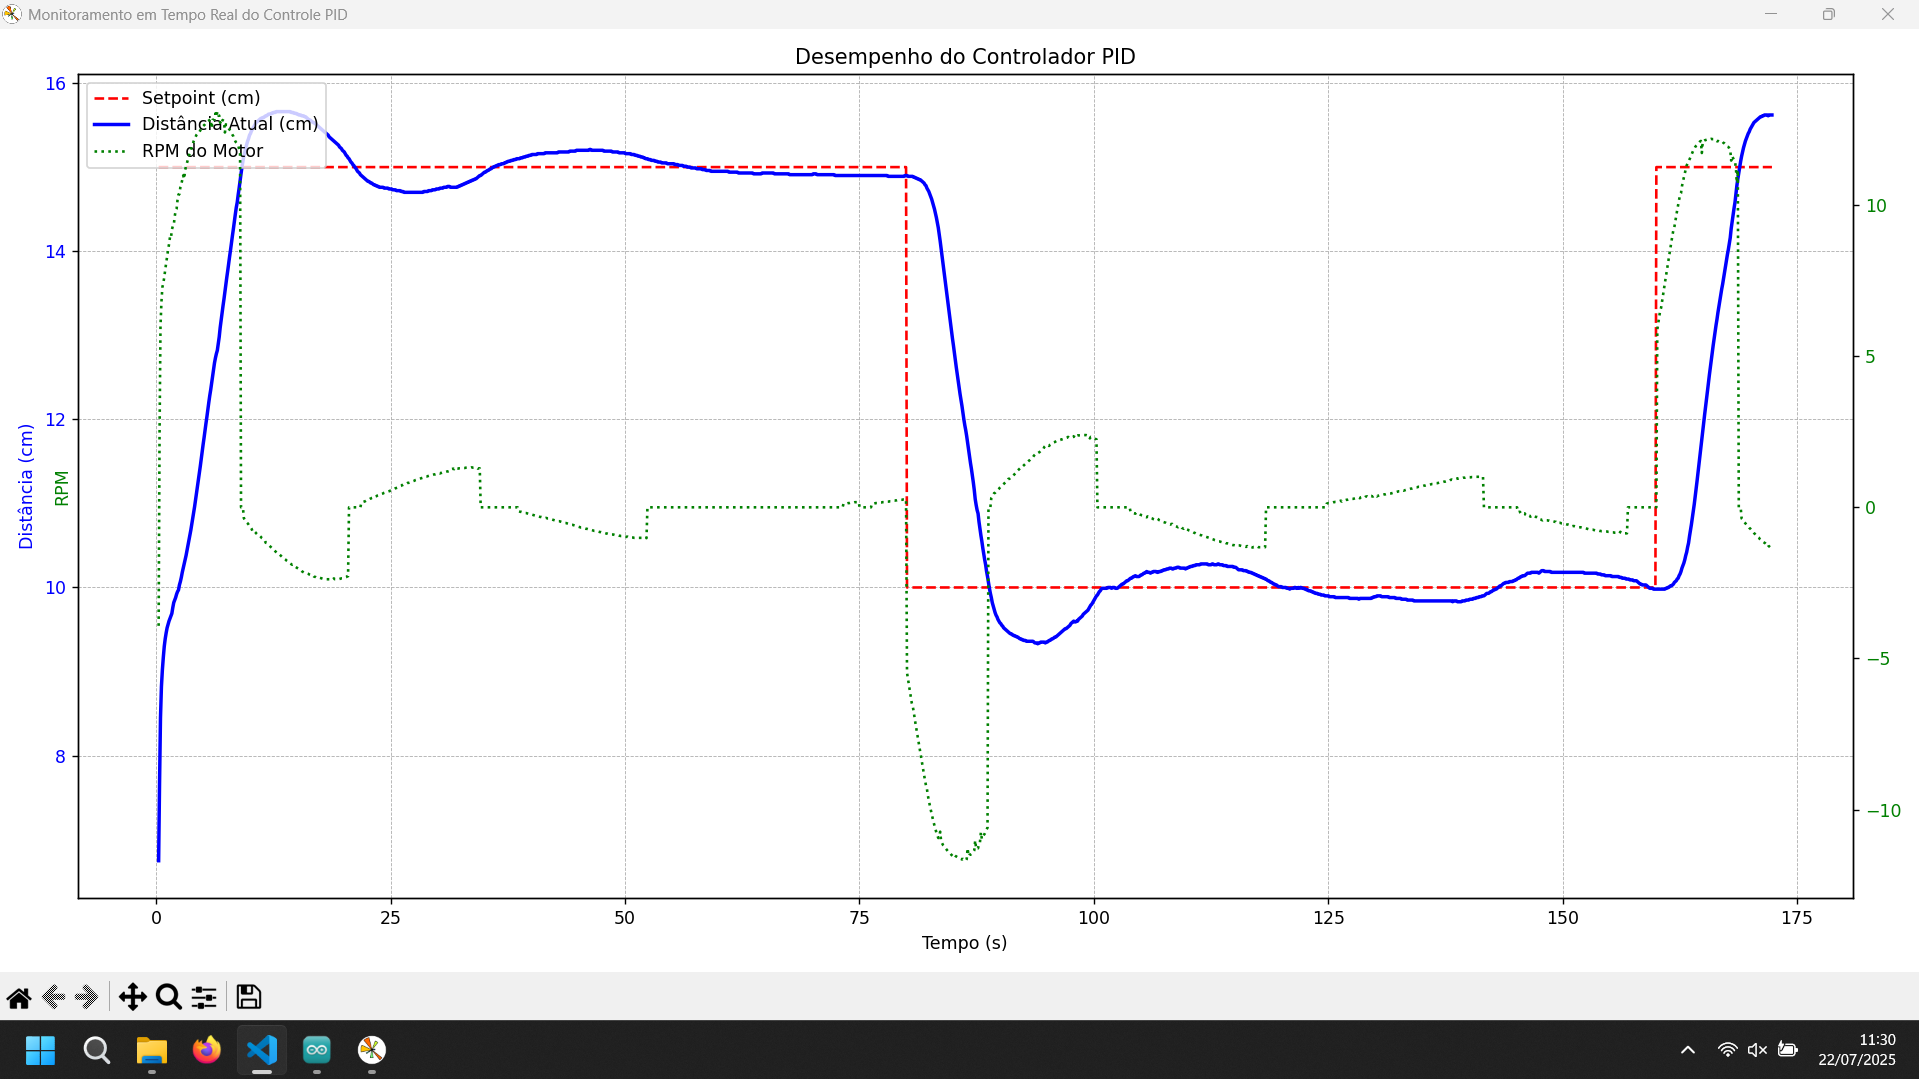 Monitoramento em Tempo Real do Controle PID
Desempenho do Controlador PID
Setpoint (cm)
Distância Atual (cm)
RPM do Motor
16
14
12
10
8
Distância (cm)
RPM
10
5
0
−5
−10
0
25
50
75
100
125
150
175
Tempo (s)
11:30
22/07/2025